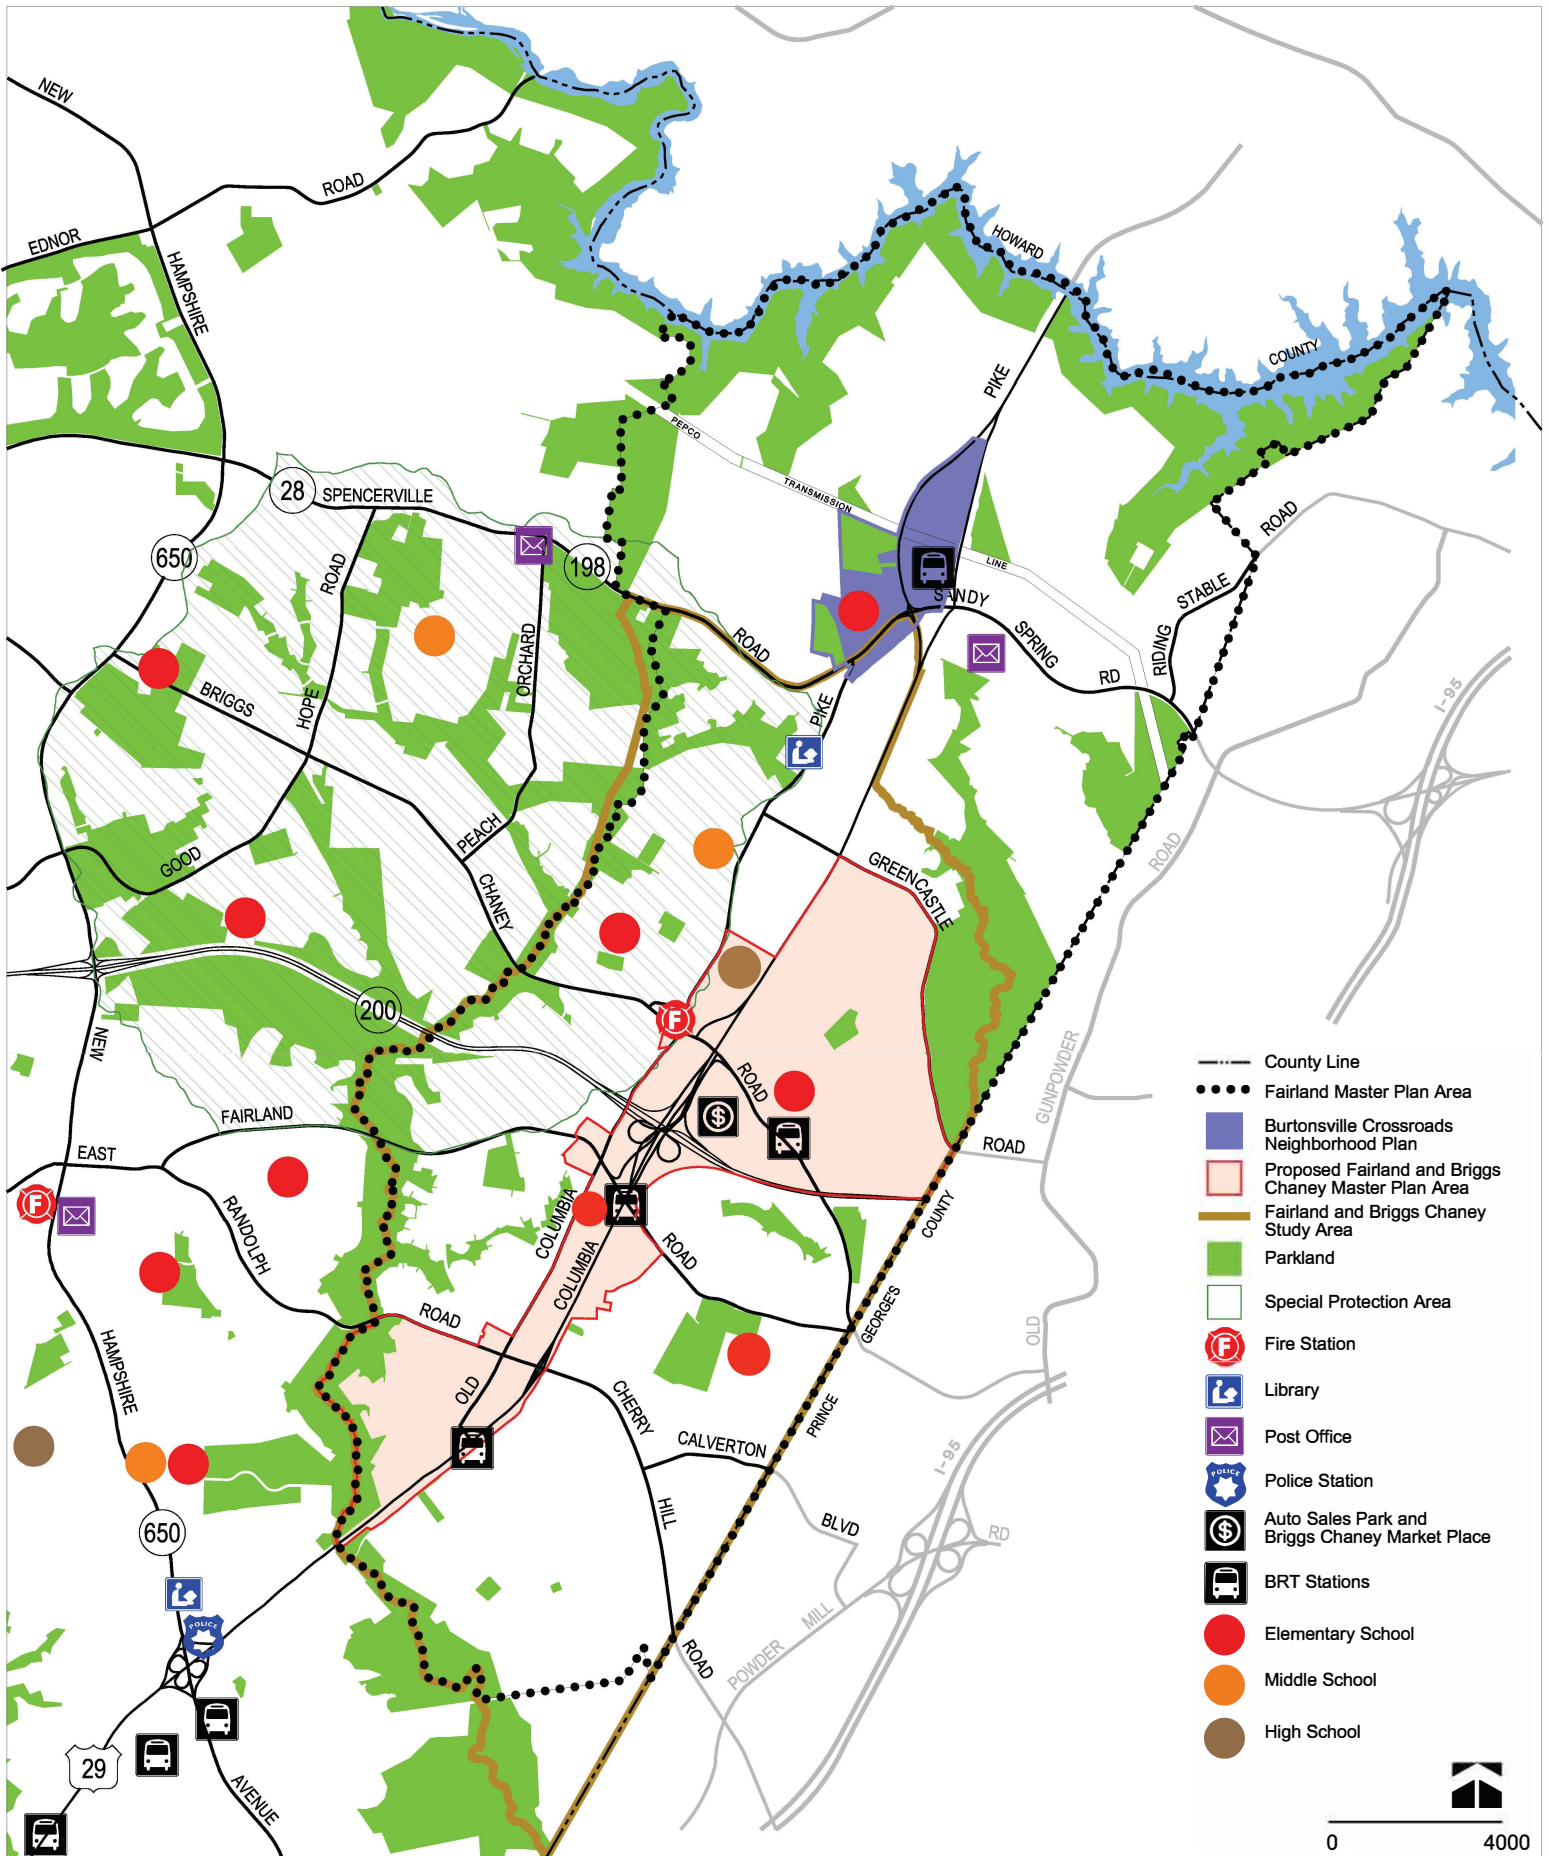 NEW
ROAD
EDNOR
HAMPSHIRE
HOWARD
COUNTY
PIKE
PEPCO
TRANSMISSION
LINE
28
SPENCERVILLE
650
198
ROAD
ROAD
STABLE
SANDY
SPRING
RD
RIDING
ROAD
ORCHARD
BRIGGS
HOPE
PIKE
I-95
PEACH
GOOD
CHANEY
GREENCASTLE
ROAD
200
F
NEW
ROAD
GUNPOWDER
FAIRLAND
EAST
$
ROAD
F
RANDOLPH
COLUMBIA
COLUMBIA
ROAD
COUNTY
GEORGE'S
OLD
ROAD
HAMPSHIRE
OLD
CHERRY
PRINCE
CALVERTON
I-95
HILL
BLVD
RD
650
POLICE
MILL
POWDER
ROAD
29
AVENUE
County Line
Fairland Master Plan Area
Burtonsville Crossroads
Neighborhood Plan
Proposed Fairland and Briggs
Chaney Master Plan Area
Fairland and Briggs Chaney
Study Area
Parkland
Special Protection Area
F
Fire Station
Library
Post Office
POLICE
Police Station
$
Auto Sales Park and
Briggs Chaney Market Place
BRT Stations
Elementary School
Middle School
High School
0
4000